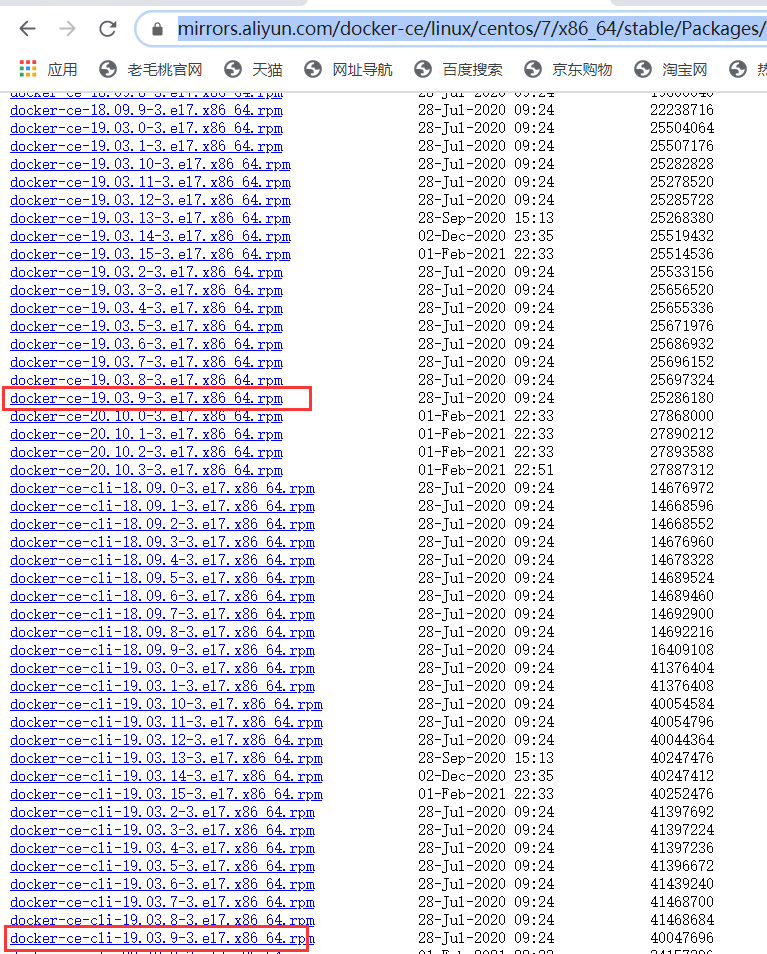 mirrors.aliyun.com/docker-ce/linux/centos/7/x86_64/stable/Packages/
应用 老毛桃官网 天猫 网址导航 百度搜索 京东购物 淘宝网
docker-ce-18.09.8-3.el7.x86_64.rpm 28-Jul-2020 09:24
docker-ce-18.09.9-3.el7.x86_64.rpm 28-Jul-2020 09:24 22238716
docker-ce-19.03.0-3.el7.x86_64.rpm 28-Jul-2020 09:24 25504064
docker-ce-19.03.1-3.el7.x86_64.rpm 28-Jul-2020 09:24 25507176
docker-ce-19.03.10-3.el7.x86_64.rpm 28-Jul-2020 09:24 25282828
docker-ce-19.03.11-3.el7.x86_64.rpm 28-Jul-2020 09:24 25278520
docker-ce-19.03.12-3.el7.x86_64.rpm 28-Jul-2020 09:24 25285728
docker-ce-19.03.13-3.el7.x86_64.rpm 28-Sep-2020 15:13 25268380
docker-ce-19.03.14-3.el7.x86_64.rpm 02-Dec-2020 23:35 25519432
docker-ce-19.03.15-3.el7.x86_64.rpm 01-Feb-2021 22:33 25514536
docker-ce-19.03.2-3.el7.x86_64.rpm 28-Jul-2020 09:24 25533156
docker-ce-19.03.3-3.el7.x86_64.rpm 28-Jul-2020 09:24 25656520
docker-ce-19.03.4-3.el7.x86_64.rpm 28-Jul-2020 09:24 25655336
docker-ce-19.03.5-3.el7.x86_64.rpm 28-Jul-2020 09:24 25671976
docker-ce-19.03.6-3.el7.x86_64.rpm 28-Jul-2020 09:24 25686932
docker-ce-19.03.7-3.el7.x86_64.rpm 28-Jul-2020 09:24 25696152
docker-ce-19.03.8-3.el7.x86_64.rpm 28-Jul-2020 09:24 25697324
docker-ce-19.03.9-3.el7.x86_64.rpm 28-Jul-2020 09:24 25286180
docker-ce-20.10.0-3.el7.x86_64.rpm 01-Feb-2021 22:33 27868000
docker-ce-20.10.1-3.el7.x86_64.rpm 01-Feb-2021 22:33 27890212
docker-ce-20.10.2-3.el7.x86_64.rpm 01-Feb-2021 22:33 27893588
docker-ce-20.10.3-3.el7.x86_64.rpm 01-Feb-2021 22:51 27887312
docker-ce-cli-18.09.0-3.el7.x86_64.rpm 28-Jul-2020 09:24 14676972
docker-ce-cli-18.09.1-3.el7.x86_64.rpm 28-Jul-2020 09:24 14668596
docker-ce-cli-18.09.2-3.el7.x86_64.rpm 28-Jul-2020 09:24 14668552
docker-ce-cli-18.09.3-3.el7.x86_64.rpm 28-Jul-2020 09:24 14676960
docker-ce-cli-18.09.4-3.el7.x86_64.rpm 28-Jul-2020 09:24 14678328
docker-ce-cli-18.09.5-3.el7.x86_64.rpm 28-Jul-2020 09:24 14689524
docker-ce-cli-18.09.6-3.el7.x86_64.rpm 28-Jul-2020 09:24 14689460
docker-ce-cli-18.09.7-3.el7.x86_64.rpm 28-Jul-2020 09:24 14692900
docker-ce-cli-18.09.8-3.el7.x86_64.rpm 28-Jul-2020 09:24 14692216
docker-ce-cli-18.09.9-3.el7.x86_64.rpm 28-Jul-2020 09:24 16409108
docker-ce-cli-19.03.0-3.el7.x86_64.rpm 28-Jul-2020 09:24 41376404
docker-ce-cli-19.03.1-3.el7.x86_64.rpm 28-Jul-2020 09:24 41376408
docker-ce-cli-19.03.10-3.el7.x86_64.rpm 28-Jul-2020 09:24 40054584
docker-ce-cli-19.03.11-3.el7.x86_64.rpm 28-Jul-2020 09:24 40054796
docker-ce-cli-19.03.12-3.el7.x86_64.rpm 28-Jul-2020 09:24 40044364
docker-ce-cli-19.03.13-3.el7.x86_64.rpm 28-Sep-2020 15:13 40247476
docker-ce-cli-19.03.14-3.el7.x86_64.rpm 02-Dec-2020 23:35 40247412
docker-ce-cli-19.03.15-3.el7.x86_64.rpm 01-Feb-2021 22:33 40252476
docker-ce-cli-19.03.2-3.el7.x86_64.rpm 28-Jul-2020 09:24 41397692
docker-ce-cli-19.03.3-3.el7.x86_64.rpm 28-Jul-2020 09:24 41397224
docker-ce-cli-19.03.4-3.el7.x86_64.rpm 28-Jul-2020 09:24 41397236
docker-ce-cli-19.03.5-3.el7.x86_64.rpm 28-Jul-2020 09:24 41396672
docker-ce-cli-19.03.6-3.el7.x86_64.rpm 28-Jul-2020 09:24 41439240
docker-ce-cli-19.03.7-3.el7.x86_64.rpm 28-Jul-2020 09:24 41468700
docker-ce-cli-19.03.8-3.el7.x86_64.rpm 28-Jul-2020 09:24 41468684
docker-ce-cli-19.03.9-3.el7.x86_64.rpm 28-Jul-2020 09:24 40047696